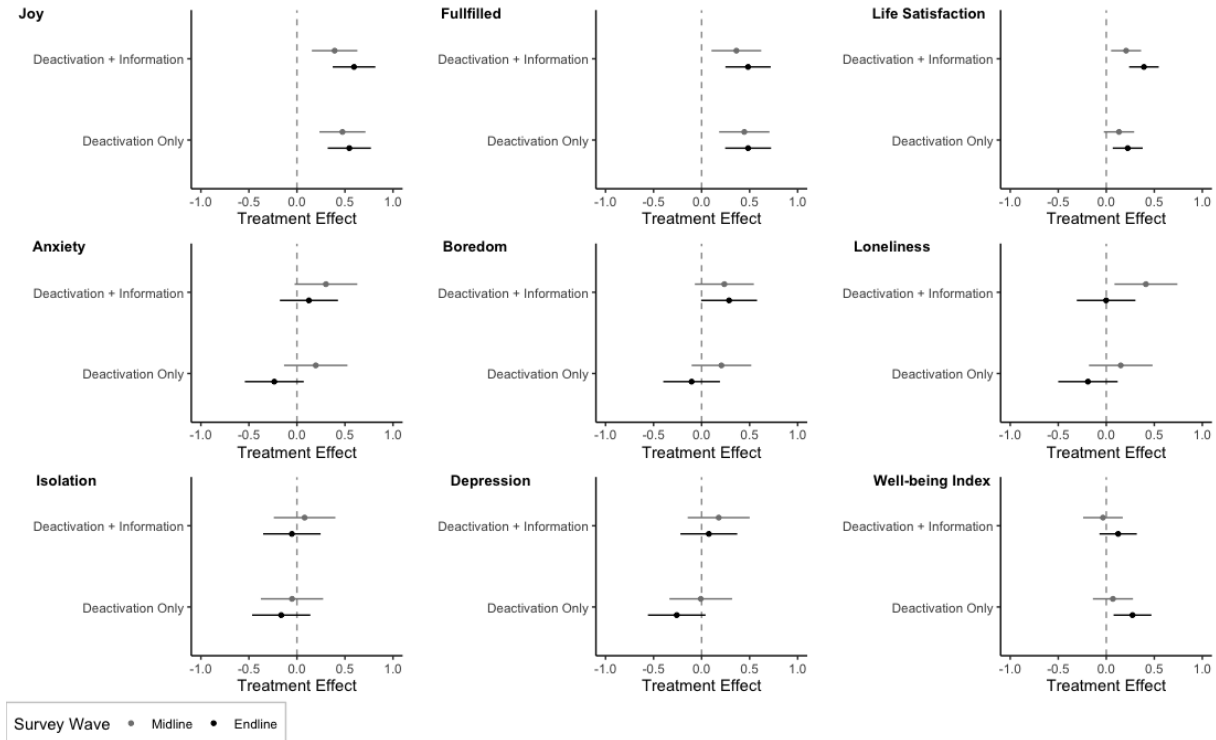 Joy
Deactivation + Information
Deactivation Only
-1.0 -0.5 0.0 0.5 1.0
Treatment Effect
Fullfilled
Deactivation + Information
Deactivation Only
-1.0 -0.5 0.0 0.5 1.0
Treatment Effect
Life Satisfaction
Deactivation + Information
Deactivation Only
-1.0 -0.5 0.0 0.5 1.0
Treatment Effect
Anxiety
Deactivation + Information
Deactivation Only
-1.0 -0.5 0.0 0.5 1.0
Treatment Effect
Boredom
Deactivation + Information
Deactivation Only
-1.0 -0.5 0.0 0.5 1.0
Treatment Effect
Loneliness
Deactivation + Information
Deactivation Only
-1.0 -0.5 0.0 0.5 1.0
Treatment Effect
Isolation
Deactivation + Information
Deactivation Only
-1.0 -0.5 0.0 0.5 1.0
Treatment Effect
Depression
Deactivation + Information
Deactivation Only
-1.0 -0.5 0.0 0.5 1.0
Treatment Effect
Well-being Index
Deactivation + Information
Deactivation Only
-1.0 -0.5 0.0 0.5 1.0
Treatment Effect
Survey Wave Midline Endline